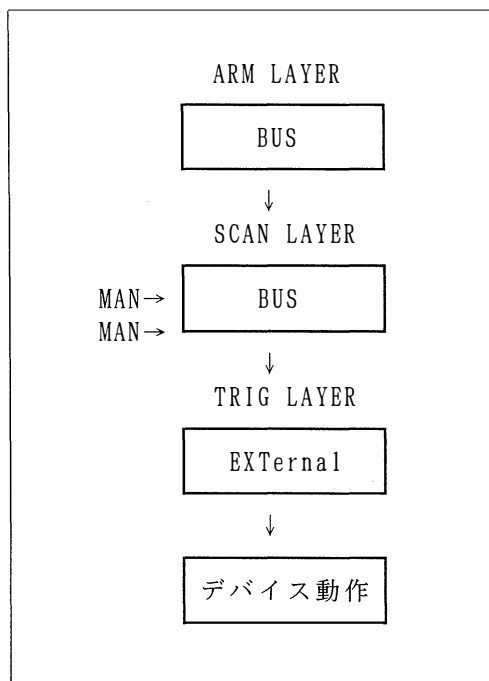 ARM LAYER
BUS
↓
SCAN LAYER
MAN→
BUS
MAN→
↓
TRIG LAYER
EXTernal
↓
デバイス動作